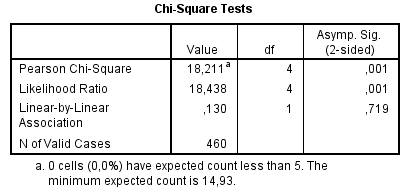 Chi-Square Tests
Value df Asymp. Sig. (2-sided)
Pearson Chi-Square 18,211a 4 ,001
Likelihood Ratio 18,438 4 ,001
Linear-by-Linear Association ,130 1 ,719
N of Valid Cases 460
a. 0 cells (0,0%) have expected count less than 5. The
minimum expected count is 14,93.